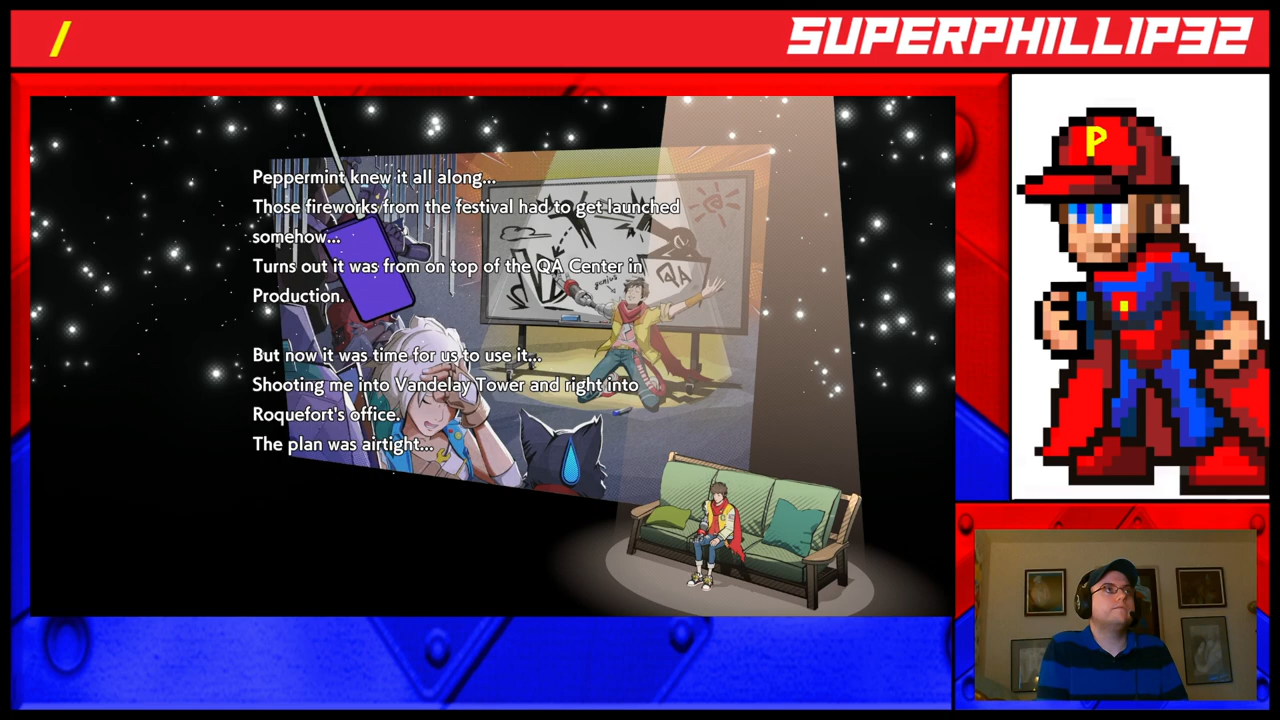 /
SUPERPHILLIP32
P
Peppermint knew it all along...
Those fireworks from the festival had to get launched
somehow...
Turns out it was from on top of the QA Center in
Production.
But now it was time for us to use it...
Shooting me into Vandelay Tower and right into
Roquefort's office.
The plan was airtight...
QA
genius